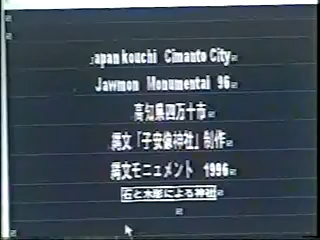 apan kouchi Cimanto City
Jawmon Monumentai 96
高知県四万十市
縄文「子安像神社」制作
縄文モニュメント 1996
石と木彫による神社